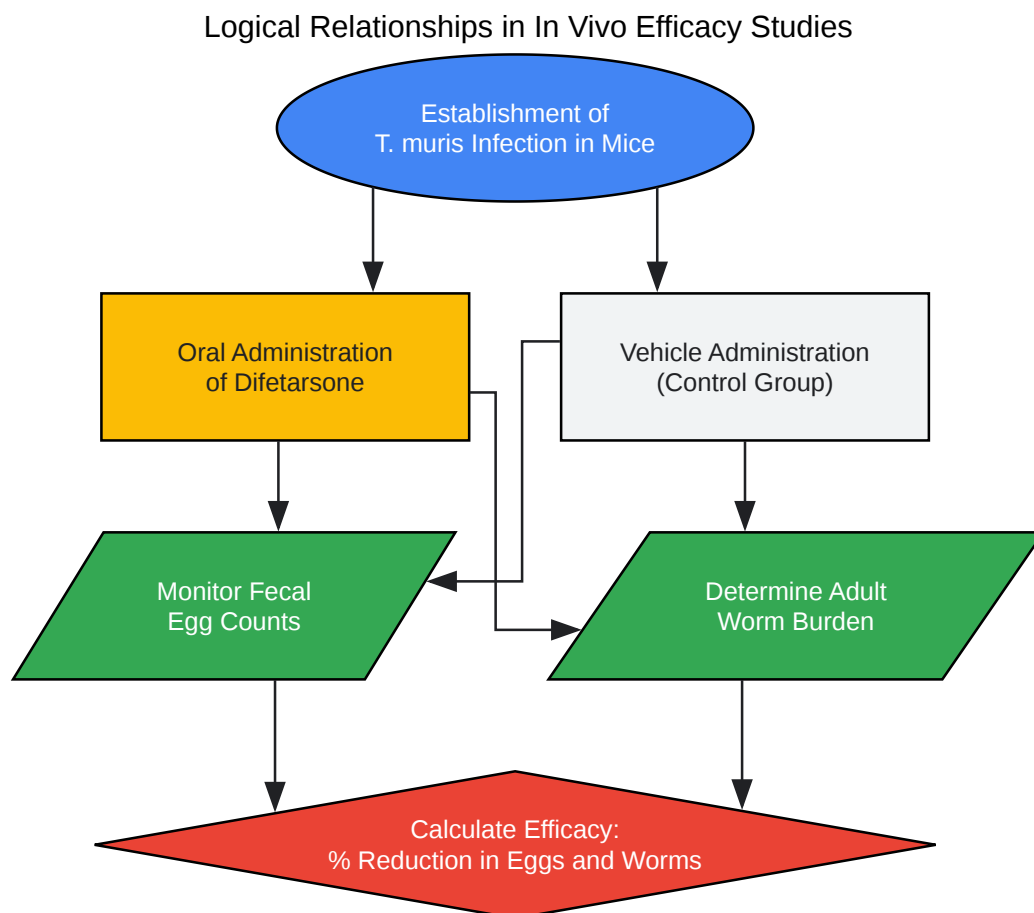 Logical Relationships in In Vivo Efficacy Studies
Establishment of
T. muris Infection in Mice
Oral Administration
of Difetarsone
Vehicle Administration
(Control Group)
Monitor Fecal
Egg Counts
Determine Adult
Worm Burden
Calculate Efficacy:
% Reduction in Eggs and Worms